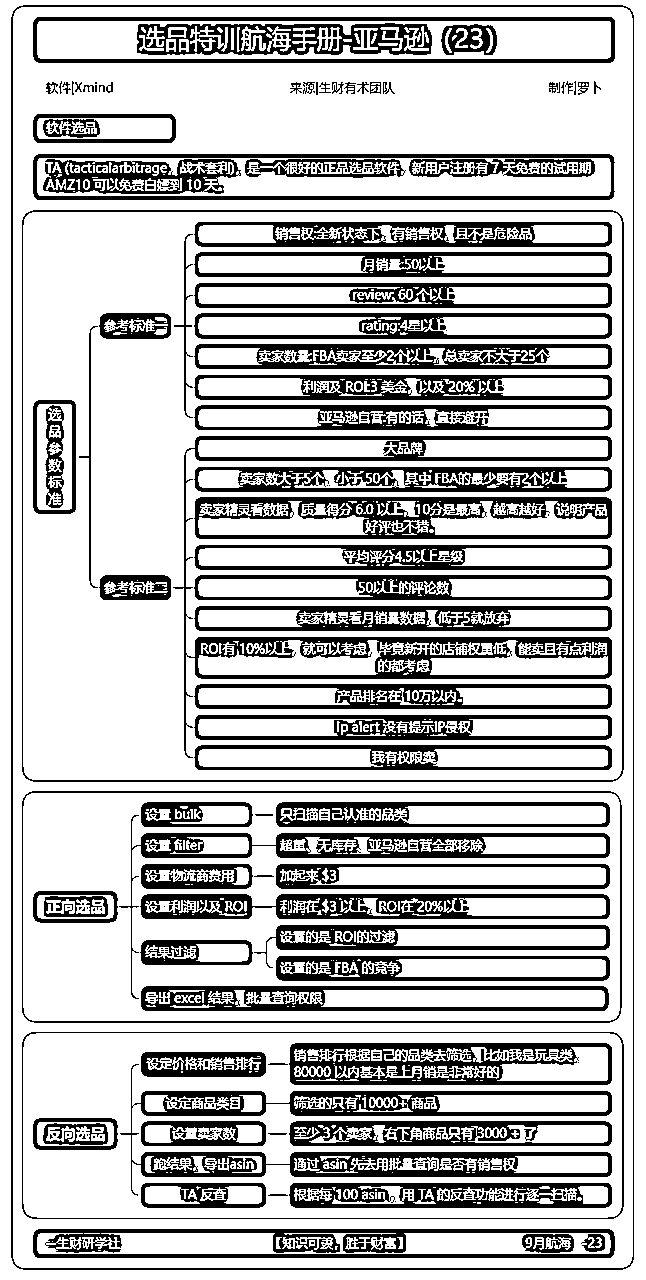 选品特训航海手册-亚马逊（23）
软件|Xmind 来源|生财有术团队 制作|罗卜
软件选品
TA (tacticalarbitrage，战术套利)，是一个很好的正品选品软件，新用户注册有 7 天免费的试用期
AMZ10 可以免费白嫖到 10 天。
选品参数标准
参考标准一
销售权:全新状态下，有销售权，且不是危险品
月销量:50以上
review: 60 个以上
rating:4星以上
卖家数量:FBA卖家至少2个以上，总卖家不大于25个
利润及 ROI:3 美金，以及 20% 以上
亚马逊自营:有的话，直接避开
参考标准二
大品牌
卖家数大于5个，小于 50个，其中 FBA的最少要有2个以上
卖家精灵看数据，质量得分 6.0 以上，10分是最高，越高越好，说明产品
好评也不错。
平均评分4.5以上星级
50以上的评论数
卖家精灵看月销量数据，低于5就放弃
ROI有 10%以上，就可以考虑，毕竟新开的店铺权重低，能卖且有点利润
的都考虑
产品排名在 10万以内。
Ip alert 没有提示IP侵权
我有权限卖
正向选品
设置 bulk
只扫描自己认准的品类
设置 filter
超重、无库存、亚马逊自营全部移除
设置物流商费用
加起来 $3
设置利润以及 ROI
利润在 $3 以上，ROI在 20%以上
结果过滤
设置的是 ROI的过滤
设置的是 FBA 的竞争
导出 excel 结果，批量查询权限
反向选品
设定价格和销售排行
销售排行根据自己的品类去筛选，比如我是玩具类，
80000 以内基本是上月销是非常好的
设定商品类目
筛选的只有 10000+ 商品
设置卖家数
至少 3 个卖家，右下角商品只有 3000 + 了
跑结果，导出asin
通过 asin 先去用批量查询是否有销售权
TA 反查
根据每 100 asin，用 TA 的反查功能进行逐一扫描。
生财研学社 【知识可溉，胜于财富】 9月航海 -23